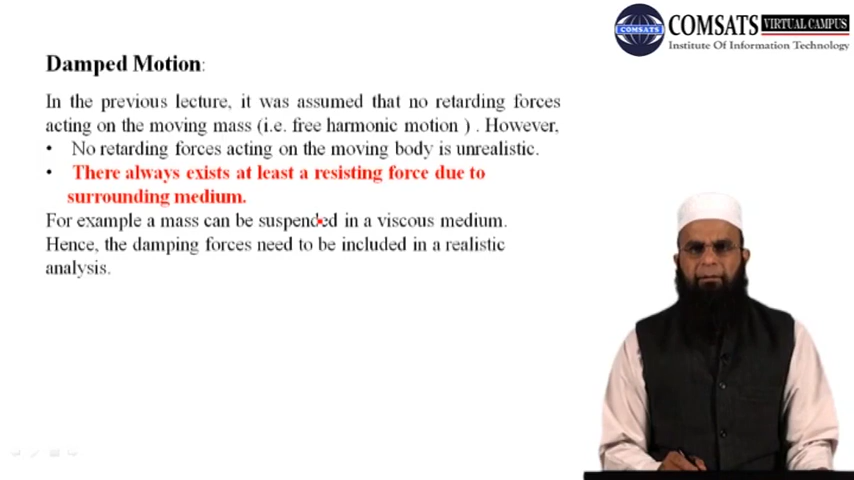 COMSATS VIRTUAL CAMPUS
COMSATS
Institute Of Information Technology
Damped Motion:
In the previous lecture, it was assumed that no retarding forces
acting on the moving mass (i.e. free harmonic motion ) . However,
• No retarding forces acting on the moving body is unrealistic.
• There always exists at least a resisting force due to
surrounding medium.
For example a mass can be suspended in a viscous medium.
Hence, the damping forces need to be included in a realistic
analysis.